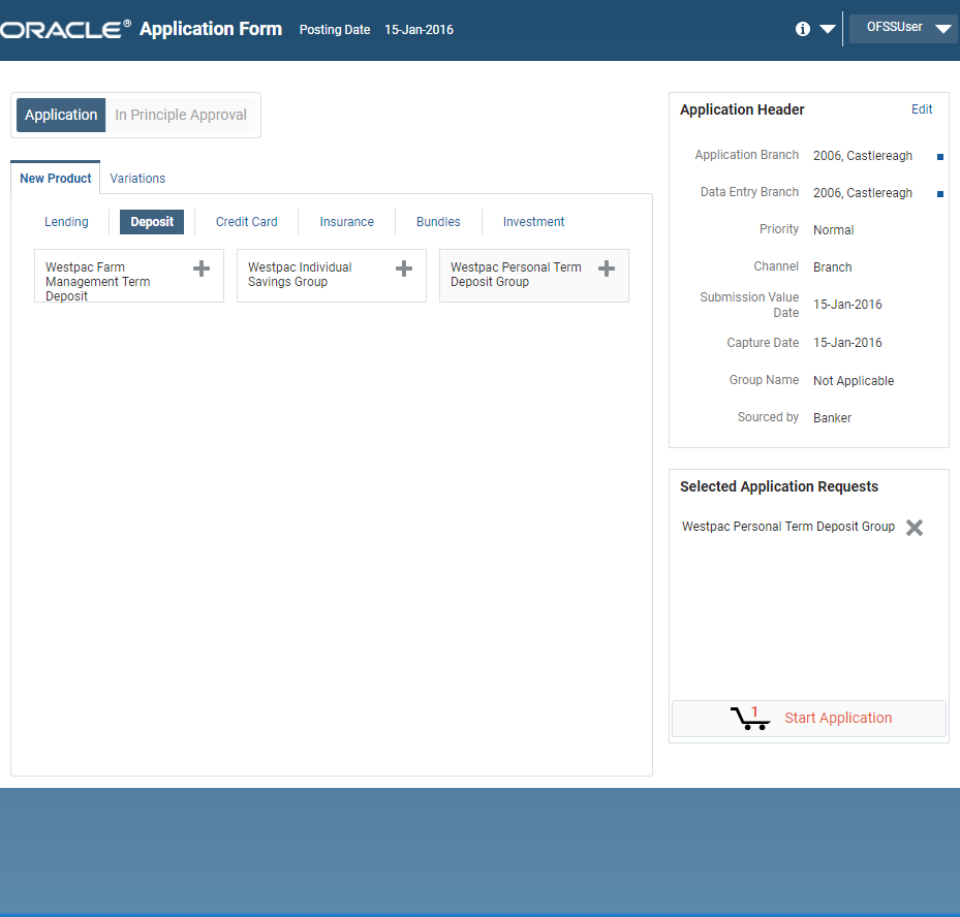 ORACLE® Application Form Posting Date 15-Jan-2016
OFSSUser
Application In Principle Approval
New Product Variations
Lending Deposit Credit Card Insurance Bundles Investment
Westpac Farm
Management Term
Deposit
Westpac Individual
Savings Group
Westpac Personal Term
Deposit Group
Application Header Edit
Application Branch 2006, Castlereagh
Data Entry Branch 2006, Castlereagh
Priority Normal
Channel Branch
Submission Value
Date 15-Jan-2016
Capture Date 15-Jan-2016
Group Name Not Applicable
Sourced by Banker
Selected Application Requests
Westpac Personal Term Deposit Group
1 Start Application